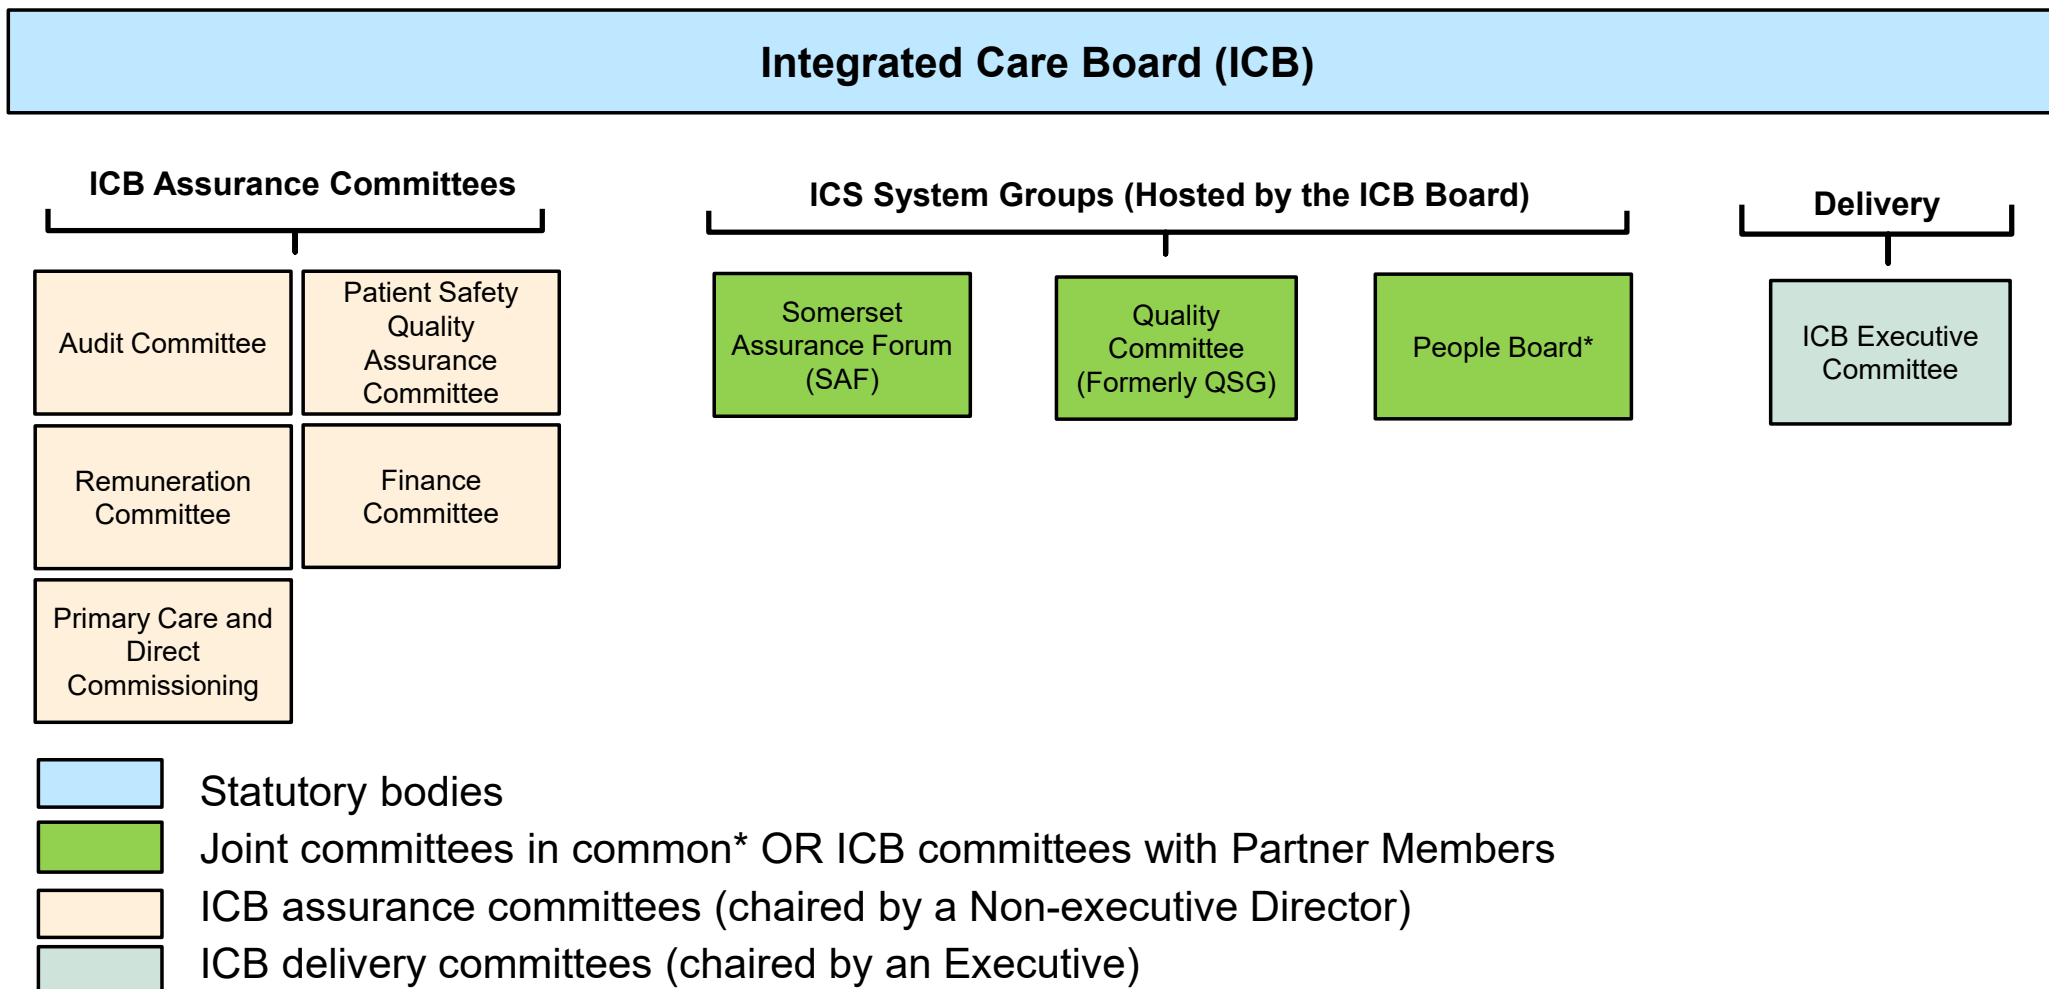 Integrated Care Board (ICB)
ICB Assurance Committees
Audit Committee
Patient Safety
Quality
Assurance
Committee
Remuneration
Committee
Finance
Committee
Primary Care and
Direct
Commissioning
ICS System Groups (Hosted by the ICB Board)
Somerset
Assurance Forum
(SAF)
Quality
Committee
(Formerly QSG)
People Board*
Delivery
ICB Executive
Committee
Statutory bodies
Joint committees in common* OR ICB committees with Partner Members
ICB assurance committees (chaired by a Non-executive Director)
ICB delivery committees (chaired by an Executive)